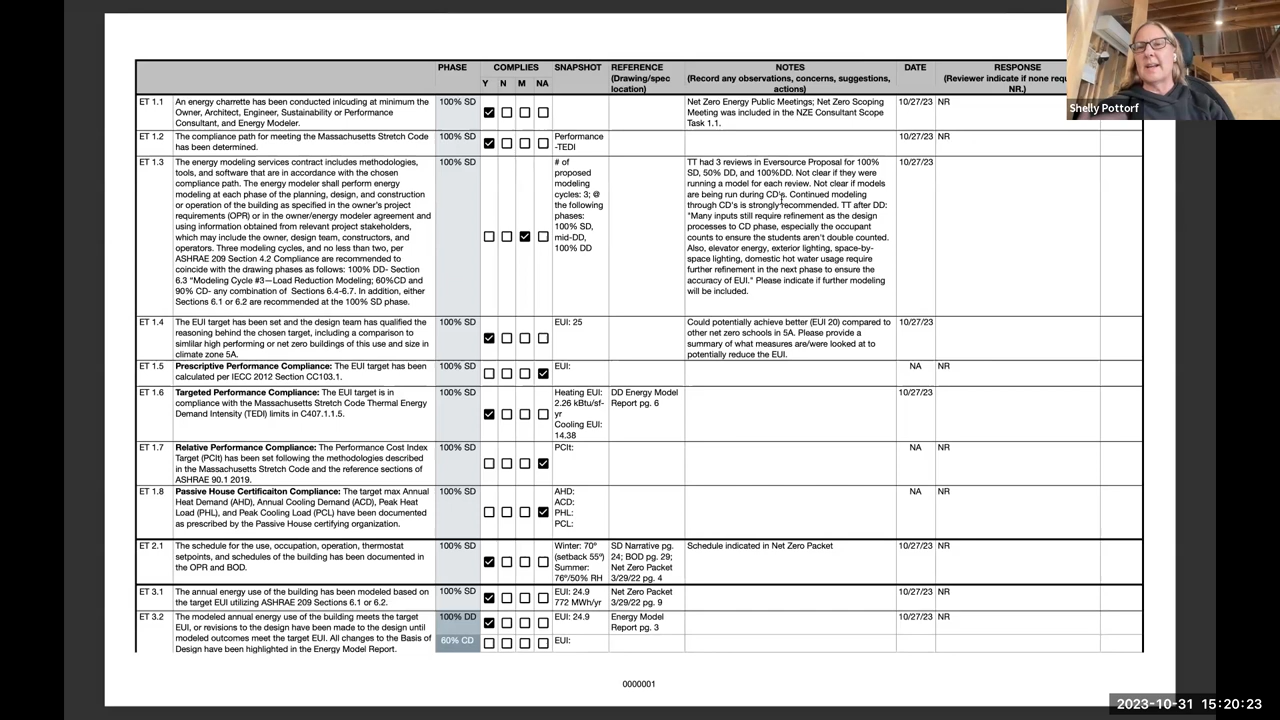 PHASE COMPLIES SNAPSHOT REFERENCE NOTES DATE RESPONSE
(Drawing/spec (Record any observations, concerns, suggestions, (Reviewer indicate if none
Y N M NA location) actions) NR.)
ET 1.1 An energy charrette has been conducted inlcuding at minimum the 100% SD Net Zero Energy Public Meetings; Net Zero Scoping 10/27/23 NR
Owner, Architect, Engineer, Sustainability or Performance Meeting was included in the NZE Consultant Scope
Consultant, and Energy Modeler. Task 1.1.
ET 1.2 The compliance path for meeting the Massachusetts Stretch Code 100% SD Performance 10/27/23 NR
has been determined. -TEDI
ET 1.3 The energy modeling services contract includes methodologies, 100% SD # of TT had 3 reviews in Eversource Proposal for 100% 10/27/23
tools, and software that are in accordance with the chosen proposed SD, 50% DD, and 100%DD. Not clear if they were
compliance path. The energy modeler shall perform energy modeling running a model for each review. Not clear if models
modeling at each phase of the planning, design, and construction cycles: 3; @ are being run during CD's. Continued modeling
or operation of the building as specified in the owner's project the following through CD's is strongly recommended. TT after DD:
requirements (OPR) or in the owner/energy modeler agreement and phases: "Many inputs still require refinement as the design
using information obtained from relevant project stakeholders, 100% SD, processes to CD phase, especially the occupant
which may include the owner, design team, constructors, and mid-DD, counts to ensure the students aren't double counted.
operators. Three modeling cycles, and no less than two, per 100% DD Also, elevator energy, exterior lighting, space-by-
ASHRAE 209 Section 4.2 Compliance are recommended to space lighting, domestic hot water usage require
coincide with the drawing phases as follows: 100% DD- Section further refinement in the next phase to ensure the
6.3 "Modeling Cycle #3—Load Reduction Modeling; 60%CD and accuracy of EUI." Please indicate if further modeling
90% CD- any combination of Sections 6.4-6.7. In addition, either will be included.
Sections 6.1 or 6.2 are recommended at the 100% SD phase.
ET 1.4 The EUI target has been set and the design team has qualified the 100% SD EUI: 25 Could potentially achieve better (EUI 20) compared to 10/27/23
reasoning behind the chosen target, including a comparison to other net zero schools in 5A. Please provide a
similiar high performing or net zero buildings of this use and size in summary of what measures are/were looked at to
climate zone 5A. potentially reduce the EUI.
ET 1.5 Prescriptive Performance Compliance: The EUI target has been 100% SD EUI: NA NR
calculated per IECC 2012 Section CC103.1.
ET 1.6 Targeted Performance Compliance: The EUI target is in 100% SD Heating EUI: DD Energy Model 10/27/23
compliance with the Massachusetts Stretch Code Thermal Energy 2.26 kBtu/sf- Report pg. 6
Demand Intensity (TEDI) limits in C407.1.1.5. yr
Cooling EUI:
14.38
ET 1.7 Relative Performance Compliance: The Performance Cost Index 100% SD PCIt: NA NR
Target (PCIt) has been set following the methodologies described
in the Massachusetts Stretch Code and the reference sections of
ASHRAE 90.1 2019.
ET 1.8 Passive House Certificaiton Compliance: The target max Annual 100% SD AHD: NA NR
Heat Demand (AHD), Annual Cooling Demand (ACD), Peak Heat ACD:
Load (PHL), and Peak Cooling Load (PCL) have been documented PHL:
as prescribed by the Passive House certifying organization. PCL:
ET 2.1 The schedule for the use, occupation, operation, thermostat 100% SD Winter: 70º SD Narrative pg. Schedule indicated in Net Zero Packet 10/27/23 NR
setpoints, and schedules of the building has been documented in (setback 55º) 24; BOD pg. 29;
the OPR and BOD. Summer: Net Zero Packet
76º/50% RH 3/29/22 pg. 4
ET 3.1 The annual energy use of the building has been modeled based on 100% SD EUI: 24.9 Net Zero Packet 10/27/23 NR
the target EUI utilizing ASHRAE 209 Sections 6.1 or 6.2. 772 MWh/yr 3/29/22 pg. 9
ET 3.2 The modeled annual energy use of the building meets the target 100% DD EUI: 24.9 Energy Model 10/27/23 NR
EUI, or revisions to the design have been made to the design until Report pg. 3
modeled outcomes meet the target EUI. All changes to the Basis of 60% CD EUI:
Design have been highlighted in the Energy Model Report.
0000001
Shelly Pottorf
2023-10-31 15:20:23